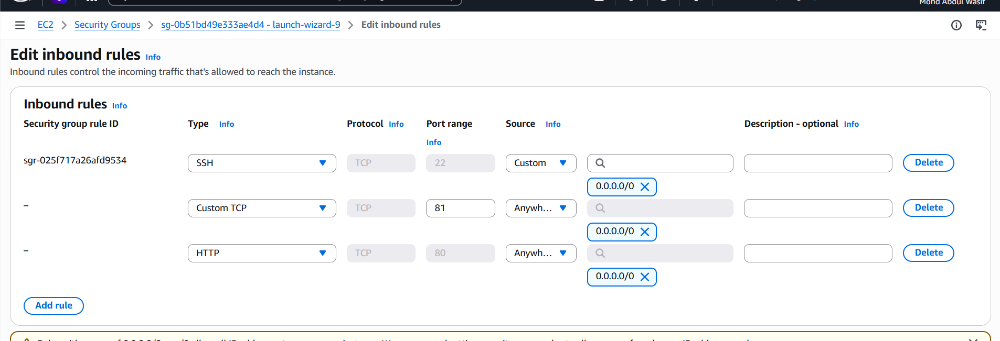 Mohd Abdul Wasif
EC2 > Security Groups > sg-0b51bd49e333ae4d4 - launch-wizard-9 > Edit inbound rules
Edit inbound rules Info
Inbound rules control the incoming traffic that's allowed to reach the instance.
Inbound rules Info
Security group rule ID Type Info Protocol Info Port range Source Info Description - optional Info
Info
sgr-025f717a26afd9534 SSH TCP 22 Custom Delete
0.0.0.0/0
– Custom TCP TCP 81 Anywh... Delete
0.0.0.0/0
– HTTP TCP 80 Anywh... Delete
0.0.0.0/0
Add rule